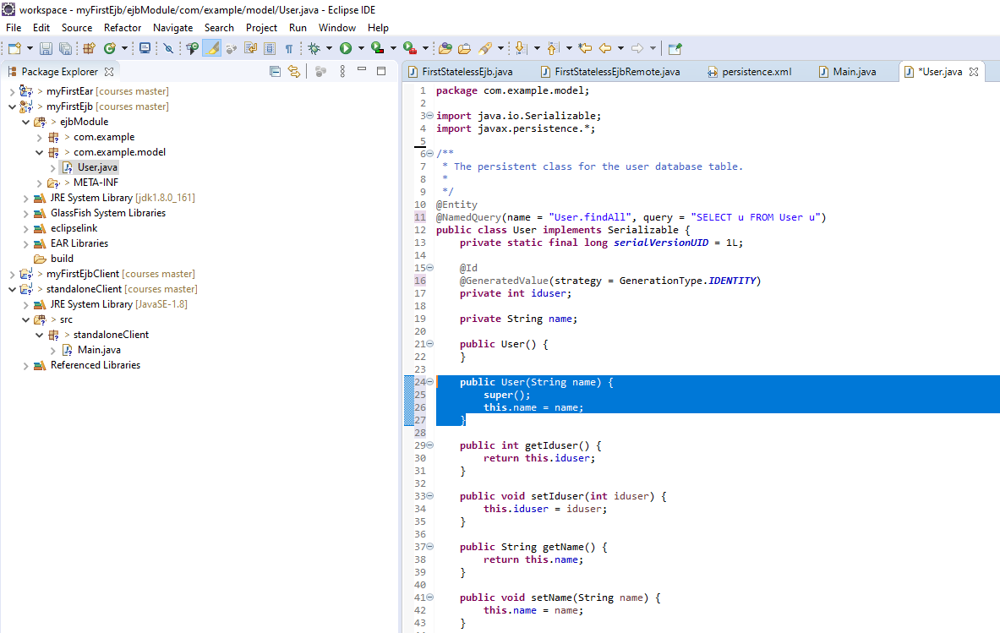 workspace - myFirstEjb/ejbModule/com/example/model/User.java - Eclipse IDE
File Edit Source Refactor Navigate Search Project Run Window Help
Package Explorer
> myFirstEar [courses master]
> myFirstEjb [courses master]
> ejbModule
> com.example
> com.example.model
User.java
> META-INF
JRE System Library [jdk1.8.0_161]
GlassFish System Libraries
eclipselink
EAR Libraries
build
> myFirstEjbClient [courses master]
> standaloneClient [courses master]
JRE System Library [JavaSE-1.8]
> src
> standaloneClient
Main.java
Referenced Libraries
FirstStatelessEjb.java FirstStatelessEjbRemote.java persistence.xml Main.java *User.java
1 package com.example.model;
2
3 import java.io.Serializable;
4 import javax.persistence.*;
5
6 /**
7 * The persistent class for the user database table.
8 *
9 */
10 @Entity
11 @NamedQuery(name = "User.findAll", query = "SELECT u FROM User u")
12 public class User implements Serializable {
13 private static final long serialVersionUID = 1L;
14
15 @Id
16 @GeneratedValue(strategy = GenerationType.IDENTITY)
17 private int iduser;
18
19 private String name;
20
21 public User() {
22 }
23
24 public User(String name) {
25 super();
26 this.name = name;
27 }
28
29 public int getIduser() {
30 return this.iduser;
31 }
32
33 public void setIduser(int iduser) {
34 this.iduser = iduser;
35 }
36
37 public String getName() {
38 return this.name;
39 }
40
41 public void setName(String name) {
42 this.name = name;
43 }